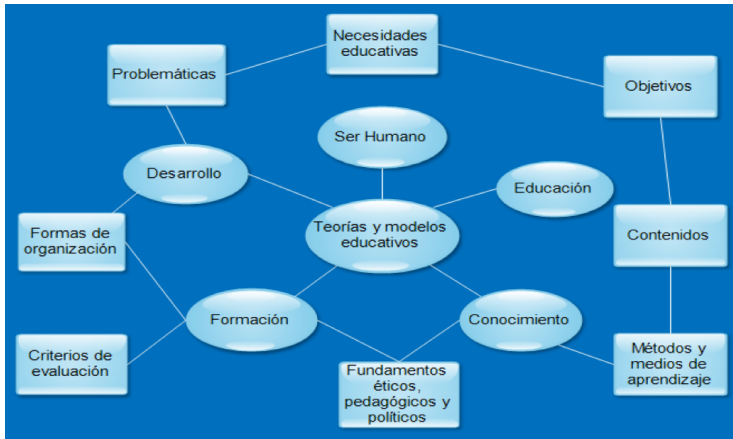 Necesidades
educativas
Problemáticas
Objetivos
Ser Humano
Desarrollo
Educación
Teorías y modelos
educativos
Formas de
organización
Contenidos
Formación
Conocimiento
Criterios de
evaluación
Métodos y
medios de
aprendizaje
Fundamentos
éticos,
pedagógicos y
políticos